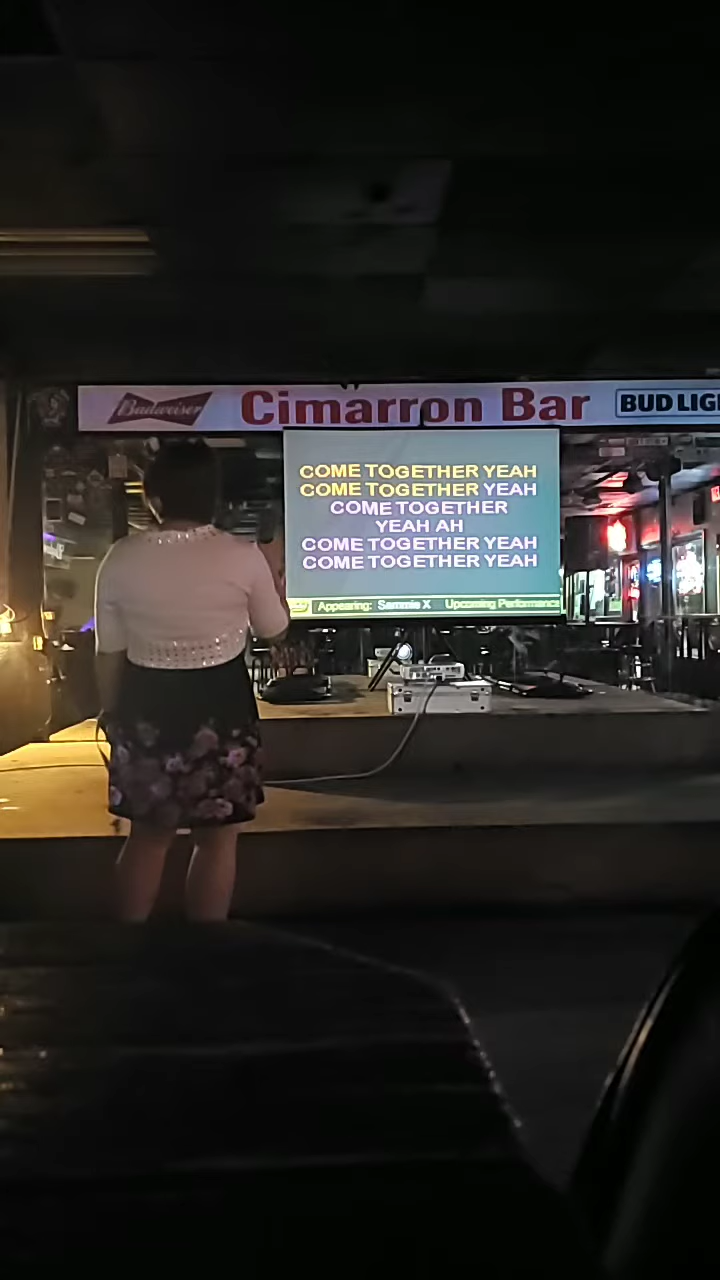 Budweiser
Cimarron Bar
BUD LIGH
COME TOGETHER YEAH
COME TOGETHER YEAH
COME TOGETHER
YEAH AH
COME TOGETHER YEAH
COME TOGETHER YEAH
Appearing: Sammie X Upcoming Performance